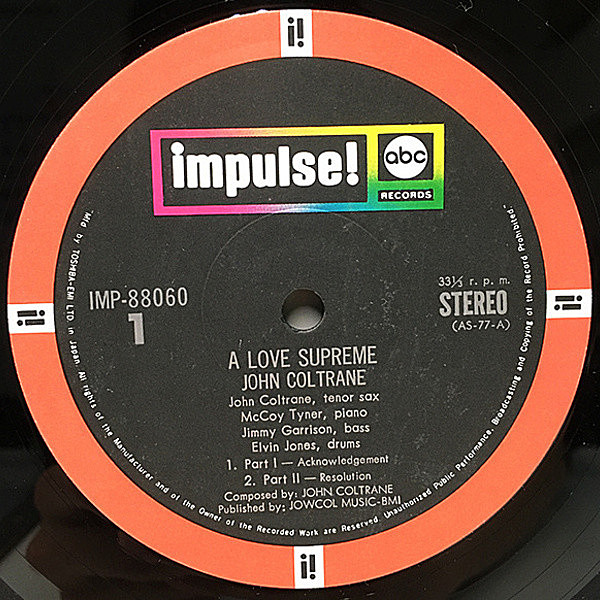 i!
impulse!
abc
RECORDS
IMP-88060
1
33⅓ r. p. m.
STEREO
(AS-77-A)
i!
i!
A LOVE SUPREME
JOHN COLTRANE
John Coltrane, tenor sax
McCoy Tyner, piano
Jimmy Garrison, bass
Elvin Jones, drums
1. Part I — Acknowledgement
2. Part II — Resolution
Composed by: JOHN COLTRANE
Published by: JOWCOL MUSIC-BMI
Mfd by TOSHIBA-EMI LTD in Japan. All rights of the Manufacturer and of the Owner of the Recorded Work are Reserved. Unauthorized Public Performance, Broadcasting and Copying of the Record Prohibited.
i!